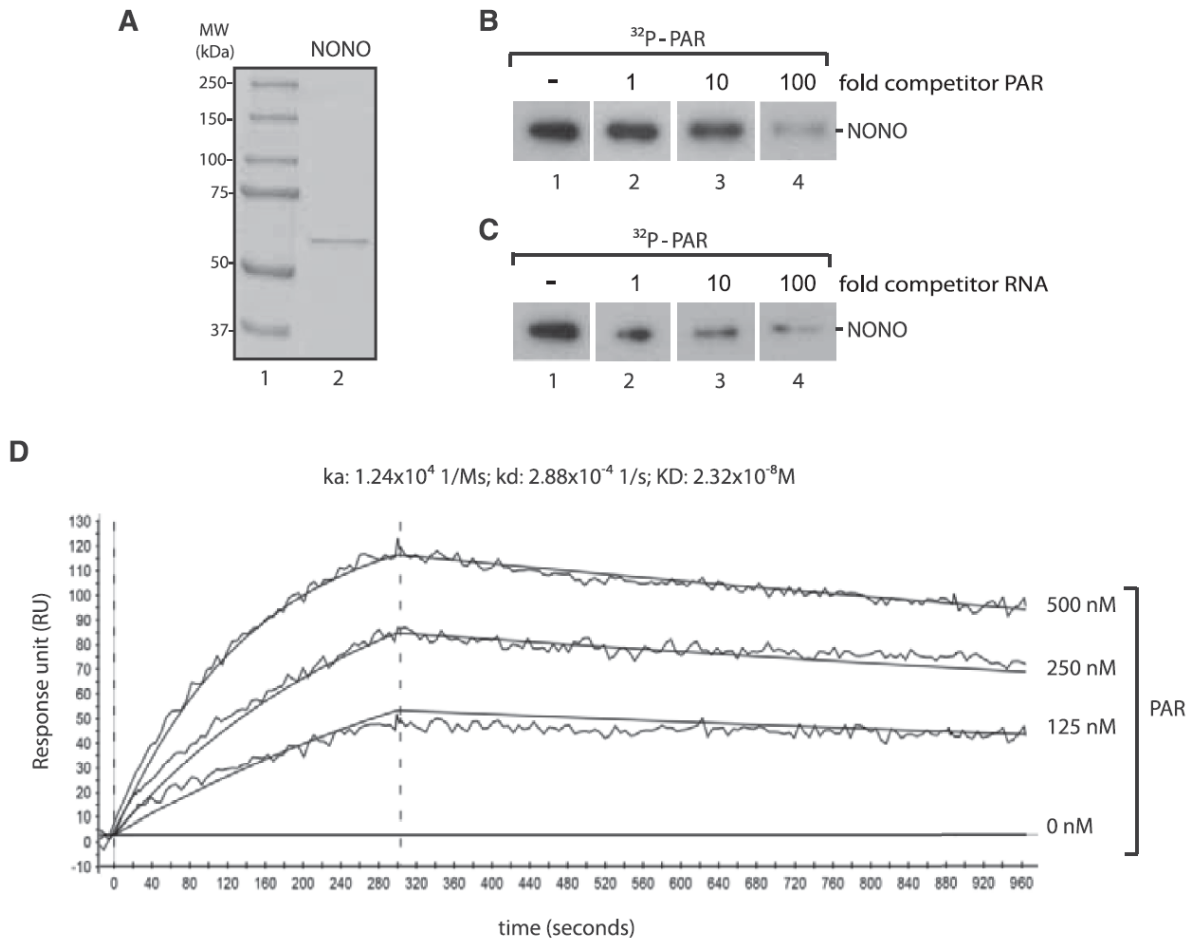 A
MW
(kDa)
NONO
250
150
100
75
50
37
1 2
B
³²P-PAR
- 1 10 100 fold competitor PAR
NONO
1 2 3 4
C
³²P-PAR
- 1 10 100 fold competitor RNA
NONO
1 2 3 4
D
ka: 1.24x10⁴ 1/Ms; kd: 2.88x10⁻⁴ 1/s; KD: 2.32x10⁻⁸M
Response unit (RU)
130
120
110
100
90
80
70
60
50
40
30
20
10
0
-10
500 nM
250 nM
125 nM
0 nM
PAR
0 40 80 120 160 200 240 280 320 360 400 440 480 520 560 600 640 680 720 760 800 840 880 920 960
time (seconds)